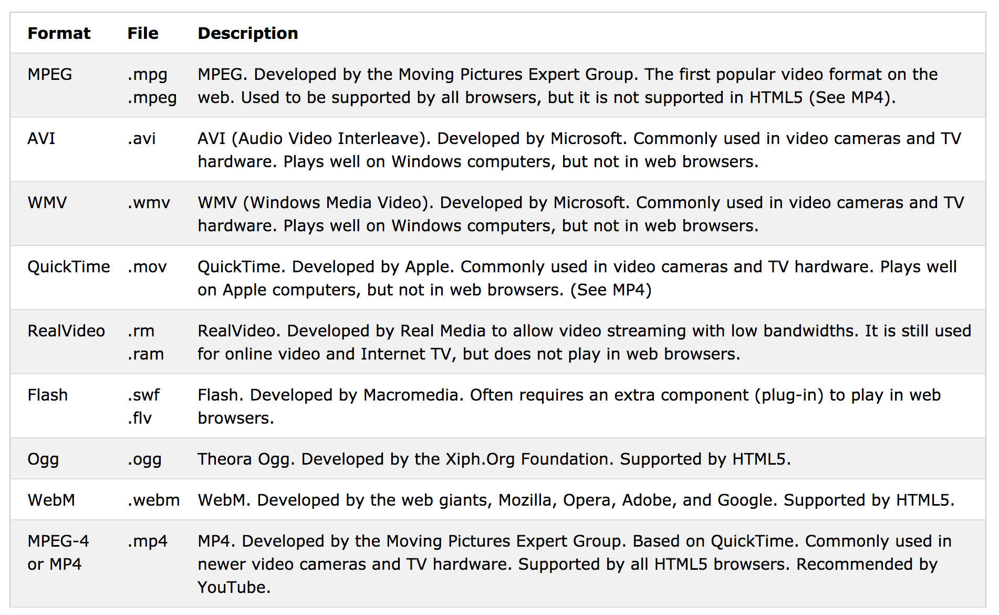 Format File Description
MPEG .mpg MPEG. Developed by the Moving Pictures Expert Group. The first popular video format on the
.mpeg web. Used to be supported by all browsers, but it is not supported in HTML5 (See MP4).
AVI .avi AVI (Audio Video Interleave). Developed by Microsoft. Commonly used in video cameras and TV
hardware. Plays well on Windows computers, but not in web browsers.
WMV .wmv WMV (Windows Media Video). Developed by Microsoft. Commonly used in video cameras and TV
hardware. Plays well on Windows computers, but not in web browsers.
QuickTime .mov QuickTime. Developed by Apple. Commonly used in video cameras and TV hardware. Plays well
on Apple computers, but not in web browsers. (See MP4)
RealVideo .rm RealVideo. Developed by Real Media to allow video streaming with low bandwidths. It is still used
.ram for online video and Internet TV, but does not play in web browsers.
Flash .swf Flash. Developed by Macromedia. Often requires an extra component (plug-in) to play in web
.flv browsers.
Ogg .ogg Theora Ogg. Developed by the Xiph.Org Foundation. Supported by HTML5.
WebM .webm WebM. Developed by the web giants, Mozilla, Opera, Adobe, and Google. Supported by HTML5.
MPEG-4 .mp4 MP4. Developed by the Moving Pictures Expert Group. Based on QuickTime. Commonly used in
or MP4 newer video cameras and TV hardware. Supported by all HTML5 browsers. Recommended by
YouTube.